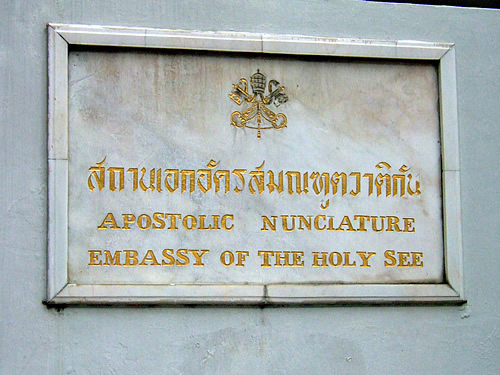 สถานเอกอัครสมณฑูตวาติกัน
APOSTOLIC NUNCIATURE
EMBASSY OF THE HOLY SEE